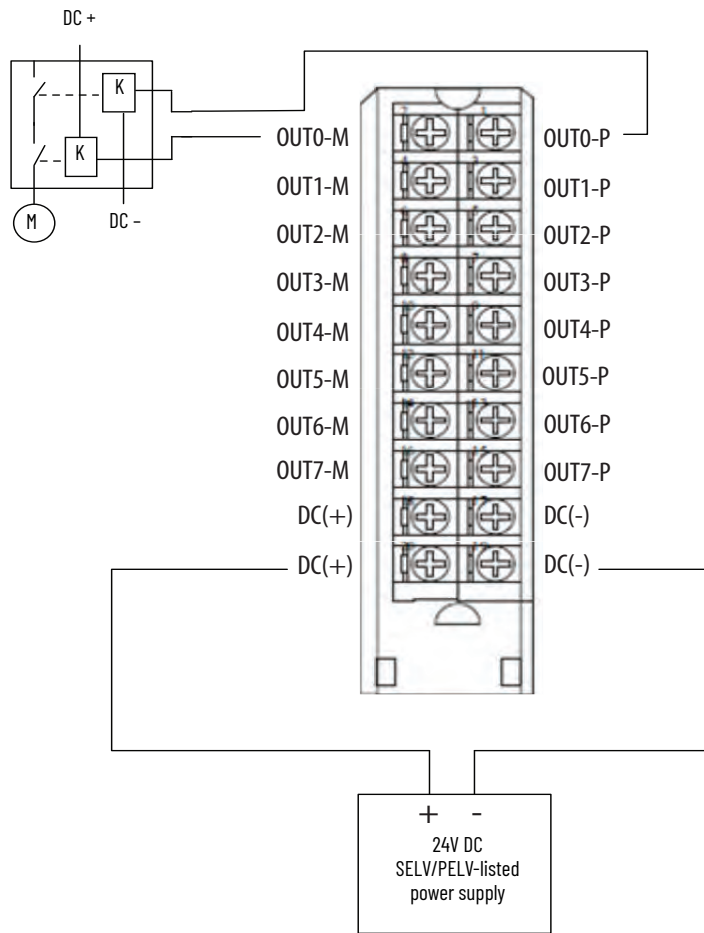 DC +
K
K
M
DC -
OUT0-M
OUT0-P
OUT1-M
OUT1-P
OUT2-M
OUT2-P
OUT3-M
OUT3-P
OUT4-M
OUT4-P
OUT5-M
OUT5-P
OUT6-M
OUT6-P
OUT7-M
OUT7-P
DC(+)
DC(-)
DC(+)
DC(-)
+ -
24V DC
SELV/PELV-listed
power supply